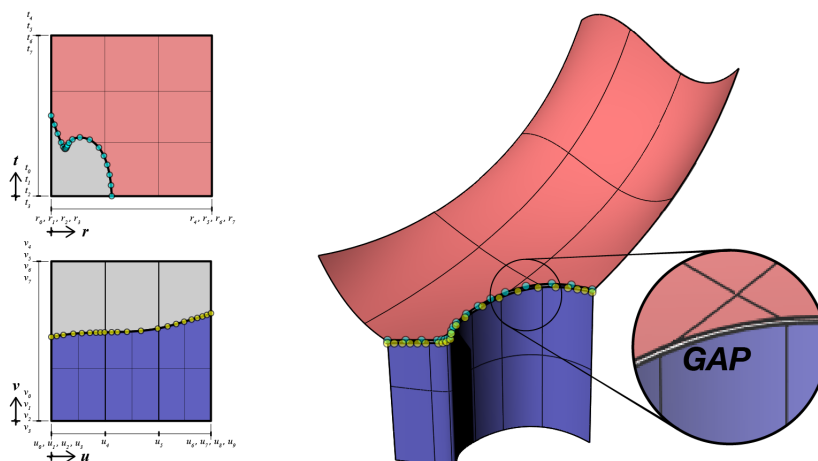 t₄
t₅
t₆
t₇
t
t₀
t₁
t₂
t₃
r₀, r₁, r₂, r₃
r₄, r₅, r₆, r₇
r
v₄
v₅
v₆
v₇
v
v₀
v₁
v₂
v₃
u₀, u₁, u₂, u₃
u₄
u₅
u₆, u₇, u₈, u₉
u
GAP